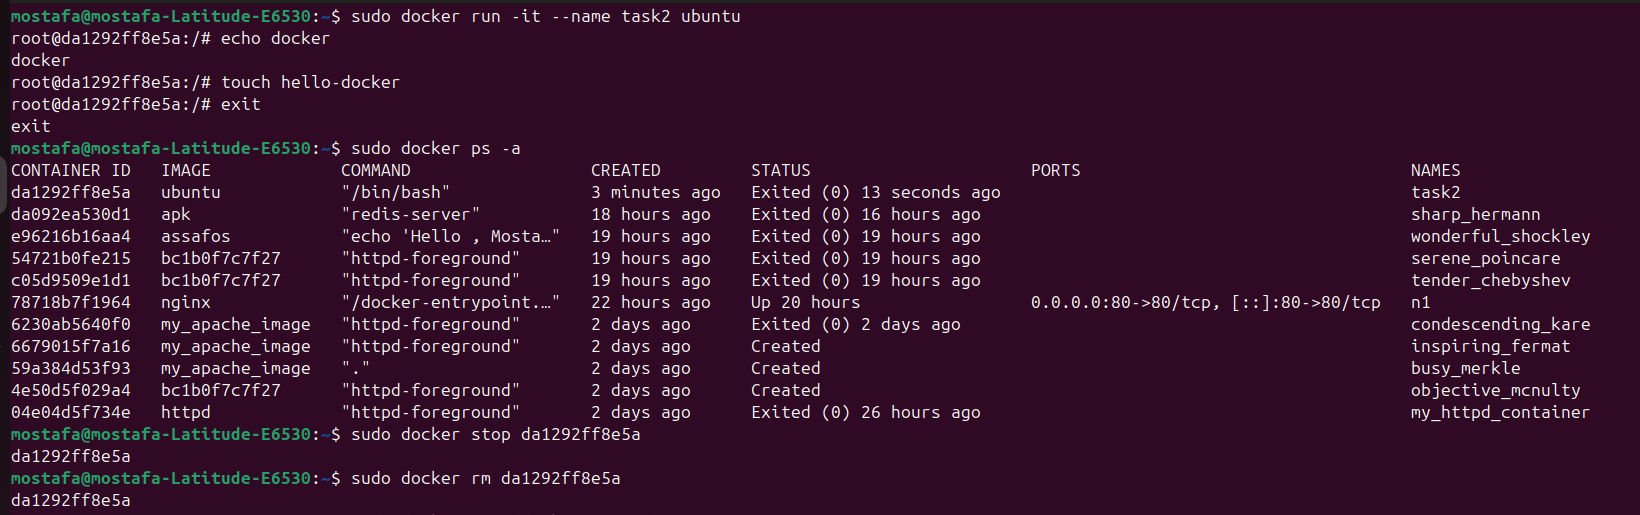 mostafa@mostafa-Latitude-E6530:~$ sudo docker run -it --name task2 ubuntu
root@da1292ff8e5a:/# echo docker
docker
root@da1292ff8e5a:/# touch hello-docker
root@da1292ff8e5a:/# exit
exit
mostafa@mostafa-Latitude-E6530:~$ sudo docker ps -a
CONTAINER ID   IMAGE             COMMAND                  CREATED         STATUS                      PORTS                                 NAMES
da1292ff8e5a   ubuntu            "/bin/bash"              3 minutes ago   Exited (0) 13 seconds ago                                         task2
da092ea530d1   apk               "redis-server"           18 hours ago    Exited (0) 16 hours ago                                           sharp_hermann
e96216b16aa4   assafos           "echo 'Hello , Mosta…"   19 hours ago    Exited (0) 19 hours ago                                           wonderful_shockley
54721b0fe215   bc1b0f7c7f27      "httpd-foreground"       19 hours ago    Exited (0) 19 hours ago                                           serene_poincare
c05d9509e1d1   bc1b0f7c7f27      "httpd-foreground"       19 hours ago    Exited (0) 19 hours ago                                           tender_chebyshev
78718b7f1964   nginx             "/docker-entrypoint.…"   22 hours ago    Up 20 hours                 0.0.0.0:80->80/tcp, [::]:80->80/tcp   n1
6230ab5640f0   my_apache_image   "httpd-foreground"       2 days ago      Exited (0) 2 days ago                                             condescending_kare
6679015f7a16   my_apache_image   "httpd-foreground"       2 days ago      Created                                                           inspiring_fermat
59a384d53f93   my_apache_image   "."                      2 days ago      Created                                                           busy_merkle
4e50d5f029a4   bc1b0f7c7f27      "httpd-foreground"       2 days ago      Created                                                           objective_mcnulty
04e04d5f734e   httpd             "httpd-foreground"       2 days ago      Exited (0) 26 hours ago                                           my_httpd_container
mostafa@mostafa-Latitude-E6530:~$ sudo docker stop da1292ff8e5a
da1292ff8e5a
mostafa@mostafa-Latitude-E6530:~$ sudo docker rm da1292ff8e5a
da1292ff8e5a